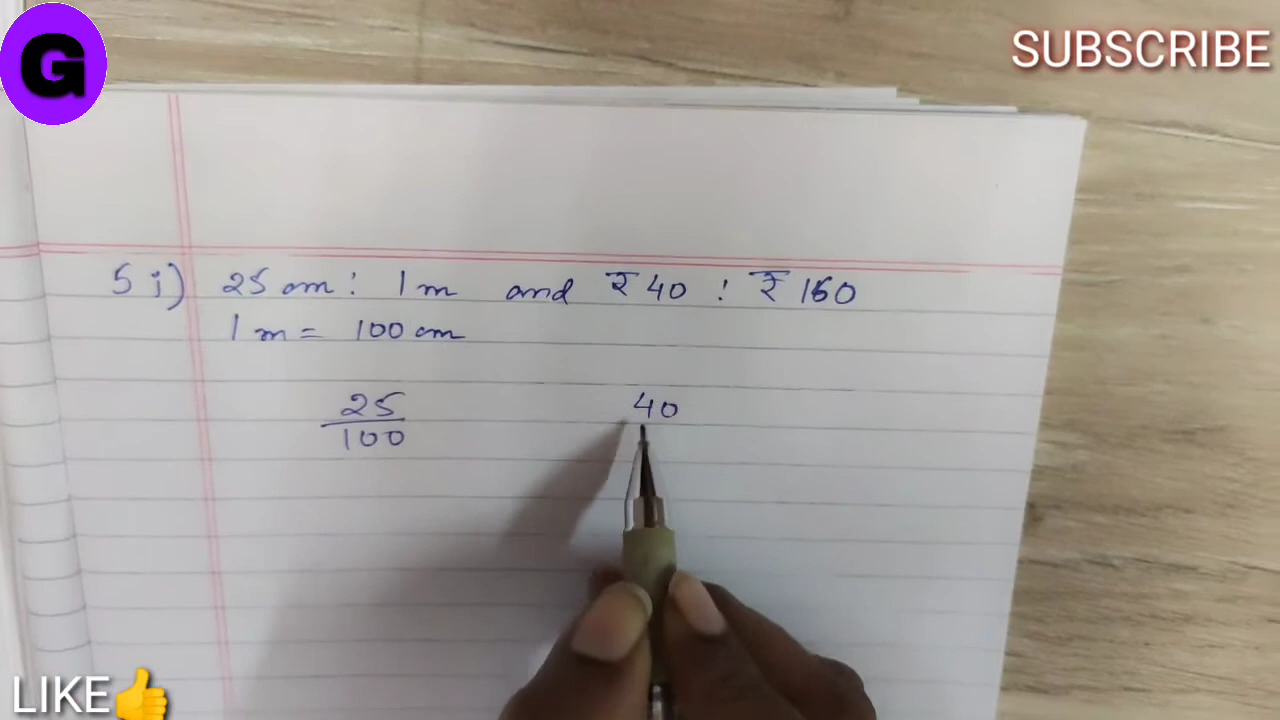 G
SUBSCRIBE
5 i) 25 cm : 1 m and ₹ 40 : ₹ 160
1 m = 100 cm
25 40
100
LIKE👍